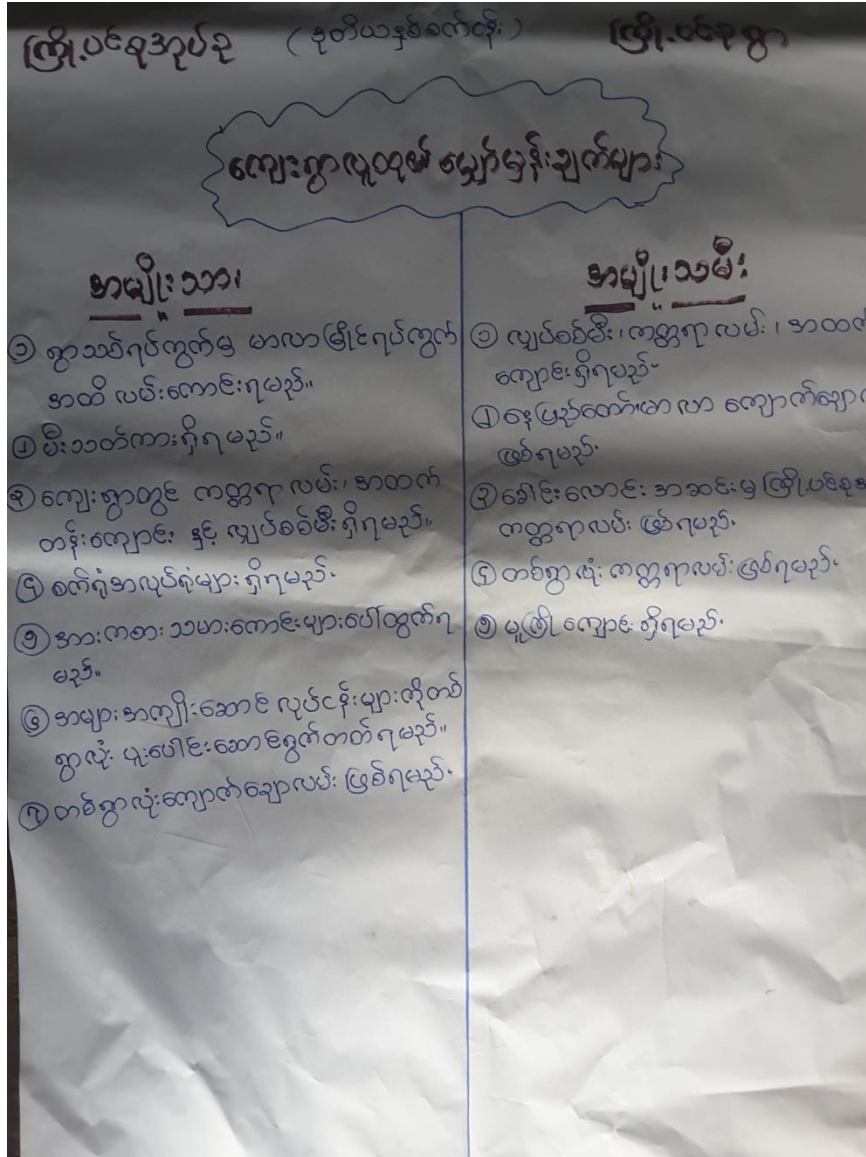 ကြို့ပင်စုအုပ်စု (ဒုတိယနှစ်စက်ဝန်း) ကြို့ပင်စုရွာ
ကျေးရွာလူထု၏ မျှော်မှန်းချက်များ
အမျိုးသား
၁ ရွာသစ်ရပ်ကွက်မှ မာလာမြိုင်ရပ်ကွက်
အထိ လမ်းကောင်းရမည်။
၂ မီးသတ်ကားရှိရမည်။
၃ ကျေးရွာတွင် ကတ္တရာလမ်း၊ အထက်
တန်းကျောင်း နှင့် လျှပ်စစ်မီး ရှိရမည်။
၄ စက်ရုံအလုပ်ရုံများ ရှိရမည်။
၅ အားကစားသမားကောင်းများပေါ်ထွက်ရ
မည်။
၆ အများအကျိုးဆောင် လုပ်ငန်းများကိုတစ်
ရွာလုံး ပူးပေါင်းဆောင်ရွက်တတ်ရမည်။
၇ တစ်ရွာလုံးကျောက်ချောလမ်း ဖြစ်ရမည်။
အမျိုးသမီး
၁ လျှပ်စစ်မီး၊ ကတ္တရာလမ်း၊ အထက်
ကျောင်းရှိရမည်။
၂ နေပြည်တော်မာလာ ကျောက်ချော
ဖြစ်ရမည်။
၃ ခေါင်းလောင်း အဆင်းမှ ကြို့ပင်စု
ကတ္တရာလမ်း ဖြစ်ရမည်။
၄ တစ်ရွာလုံး ကတ္တရာလမ်းဖြစ်ရမည်။
၅ မူကြို ကျောင်း ရှိရမည်။